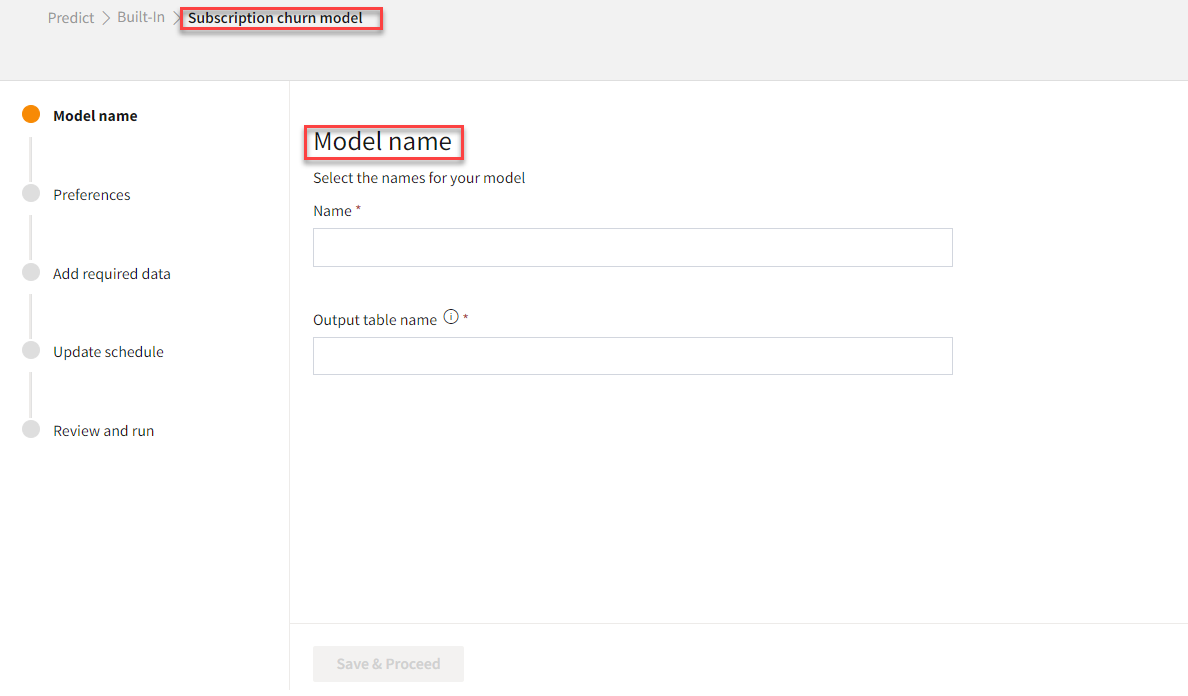 Predict > Built-In > Subscription churn model
Model name
Preferences
Add required data
Update schedule
Review and run
Model name
Select the names for your model
Name *
Output table name ⓘ *
Save & Proceed